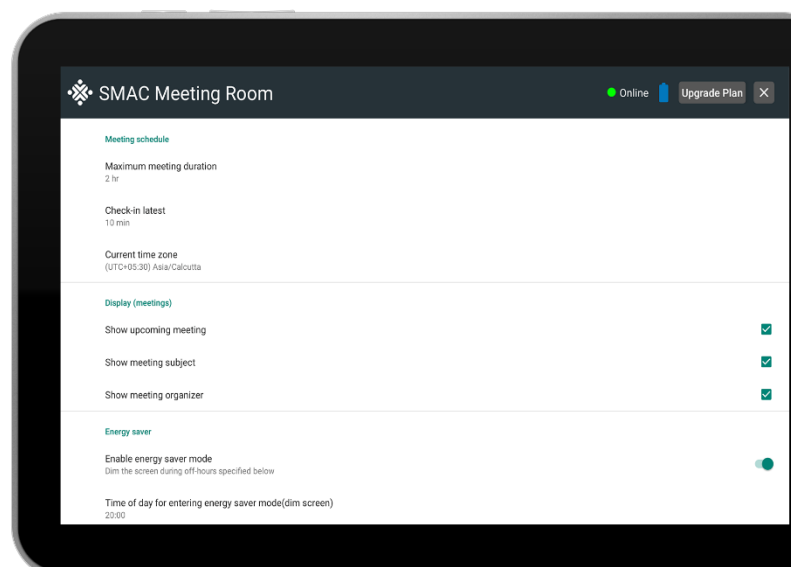 SMAC Meeting Room
Online
Upgrade Plan
Meeting schedule
Maximum meeting duration
2 hr
Check-in latest
10 min
Current time zone
(UTC+05:30) Asia/Calcutta
Display (meetings)
Show upcoming meeting
Show meeting subject
Show meeting organizer
Energy saver
Enable energy saver mode
Dim the screen during off-hours specified below
Time of day for entering energy saver mode(dim screen)
20:00